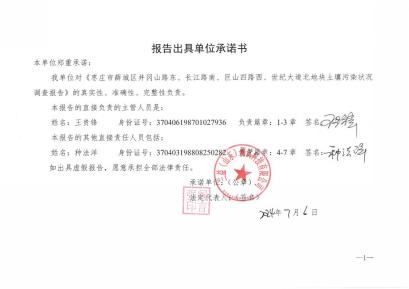 报告出具单位承诺书
本单位郑重承诺:
我单位对《枣庄市薛城区井冈山路东、长江路南、巨山四路西、世纪大道北地块土壤污染状况
调查报告》的真实性、准确性、完整性负责。
本报告的直接负责的主管人员是:
姓名:王贵锋 身份证号:370406198701027936 负责篇章:1-3章 签名:
本报告的其他直接责任人员包括:
姓名:种法洋 身份证号:370403198808250282 负责篇章:4-7章 签名:种法洋
如出具虚假报告,愿意承担全部法律责任。
承诺单位:(公章)
法定代表人:(签名)
2024年7月6日
—1—